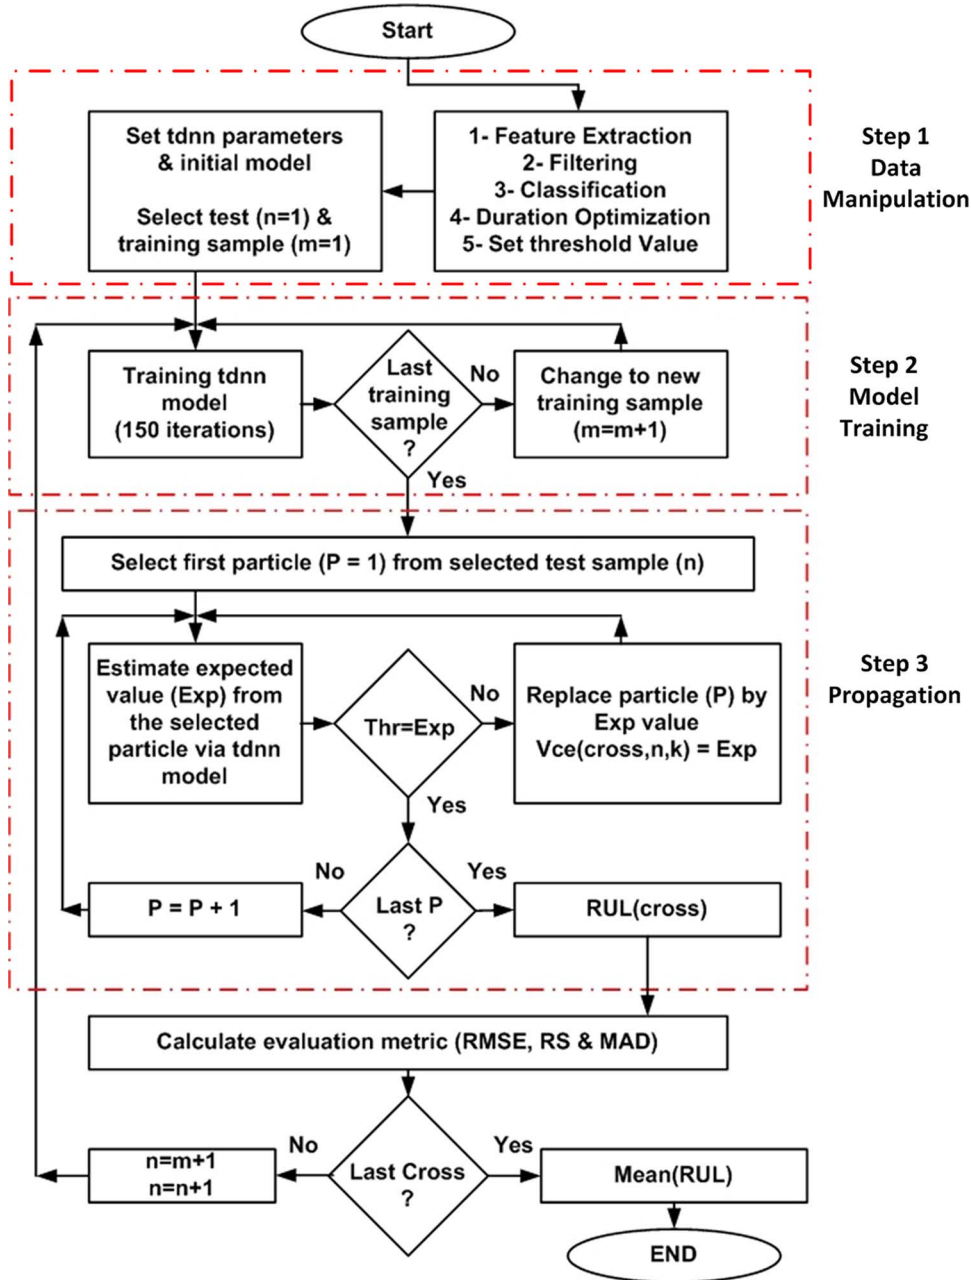 Start
Set tdnn parameters
& initial model
Select test (n=1) &
training sample (m=1)
1- Feature Extraction
2- Filtering
3- Classification
4- Duration Optimization
5- Set threshold Value
Step 1
Data
Manipulation
Training tdnn
model
(150 iterations)
Last
training
sample
?
No
Yes
Change to new
training sample
(m=m+1)
Step 2
Model
Training
Select first particle (P = 1) from selected test sample (n)
Estimate expected
value (Exp) from
the selected
particle via tdnn
model
Thr=Exp
No
Yes
Replace particle (P) by
Exp value
Vce(cross,n,k) = Exp
Step 3
Propagation
P = P + 1
No
Last P
?
Yes
RUL(cross)
Calculate evaluation metric (RMSE, RS & MAD)
n=m+1
n=n+1
No
Last Cross
?
Yes
Mean(RUL)
END